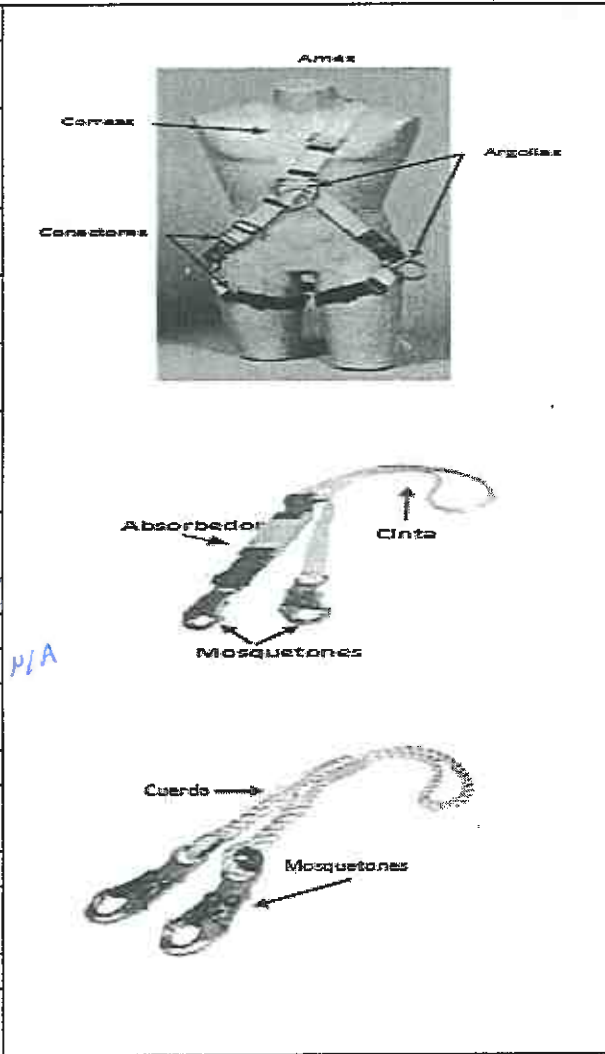 Arnés
Correas
Argollas
Conectores
Absorbedor
Cinta
Mosquetones
N/A
Cuerda
Mosquetones